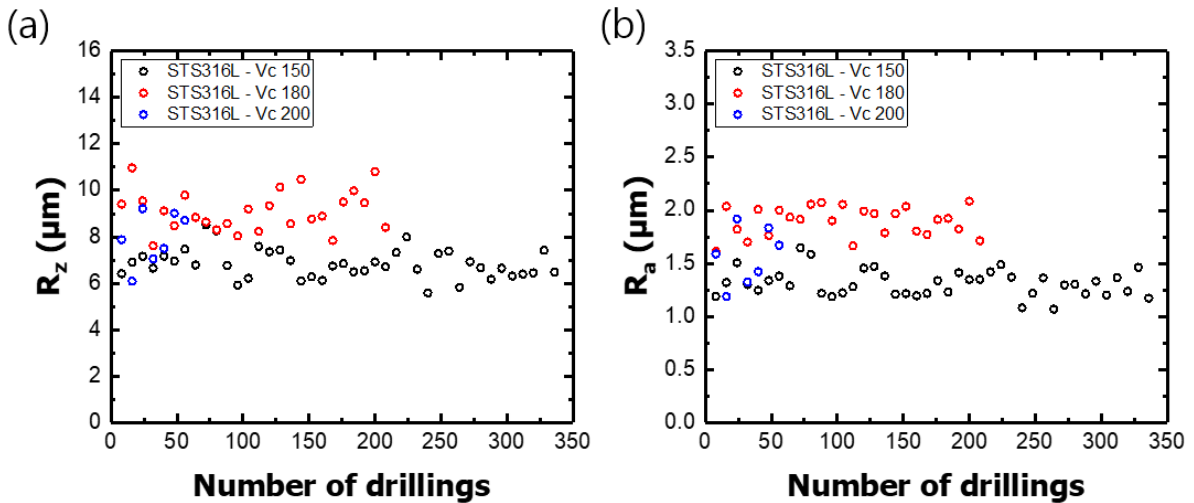 (a)
16
14
12
10
8
6
4
2
0
R_z (μm)
STS316L - Vc 150
STS316L - Vc 180
STS316L - Vc 200
0 50 100 150 200 250 300 350
Number of drillings
(b)
3.5
3.0
2.5
2.0
1.5
1.0
0.5
0.0
R_a (μm)
STS316L - Vc 150
STS316L - Vc 180
STS316L - Vc 200
0 50 100 150 200 250 300 350
Number of drillings